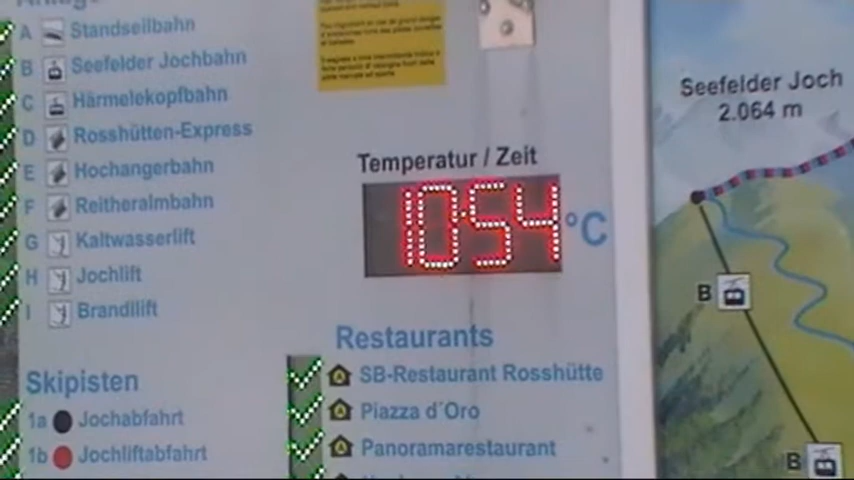 A Standseilbahn
B Seefelder Jochbahn
C Härmelekopfbahn
D Rosshütten-Express
E Hochangerbahn
F Reitheralmbahn
G Kaltwasserlift
H Jochlift
I Brandllift
Skipisten
1a Jochabfahrt
1b Jochliftabfahrt
Temperatur / Zeit
10:54 °C
Restaurants
SB-Restaurant Rosshütte
Piazza d´Oro
Panoramarestaurant
Seefelder Joch
2.064 m
B
B